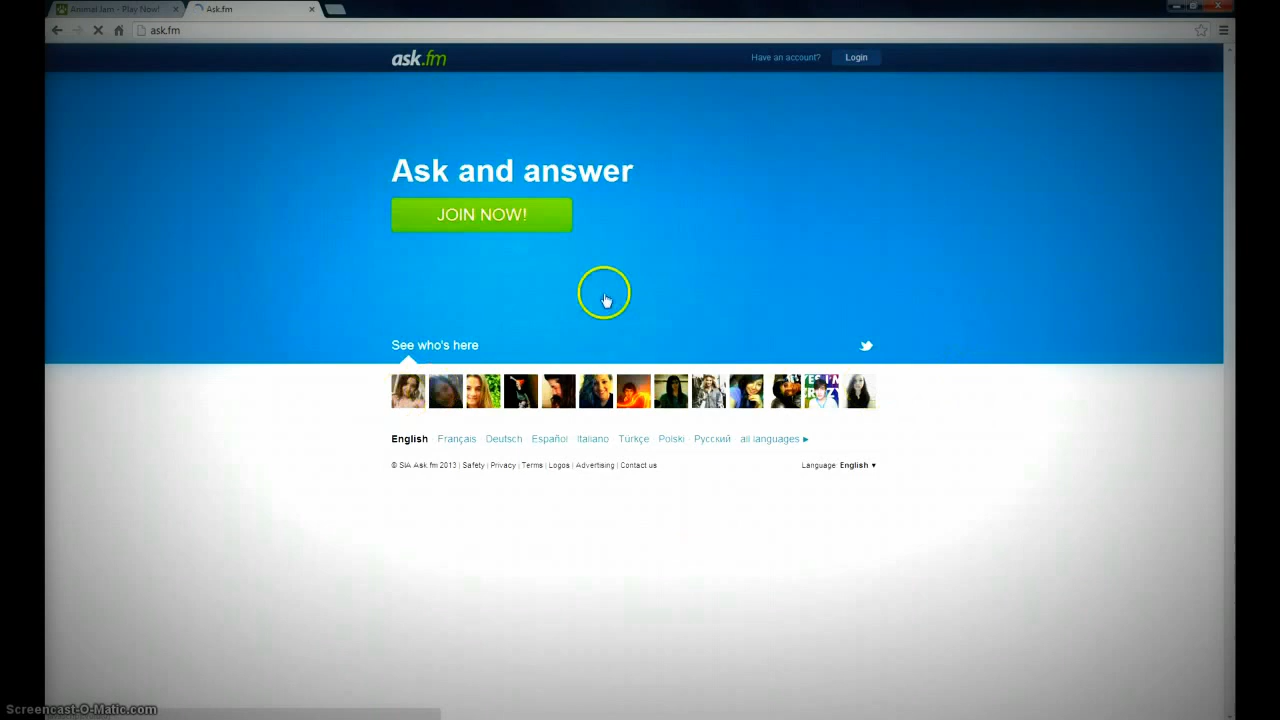 Animal Jam - Play Now!
Ask.fm
ask.fm
ask.fm
Have an account?
Login
Ask and answer
JOIN NOW!
See who's here
YES I'M
English Français Deutsch Español Italiano Türkçe Polski Русский all languages ►
© SIA Ask.fm 2013 | Safety | Privacy | Terms | Logos | Advertising | Contact us
Language: English ▼
Screencast-O-Matic.com